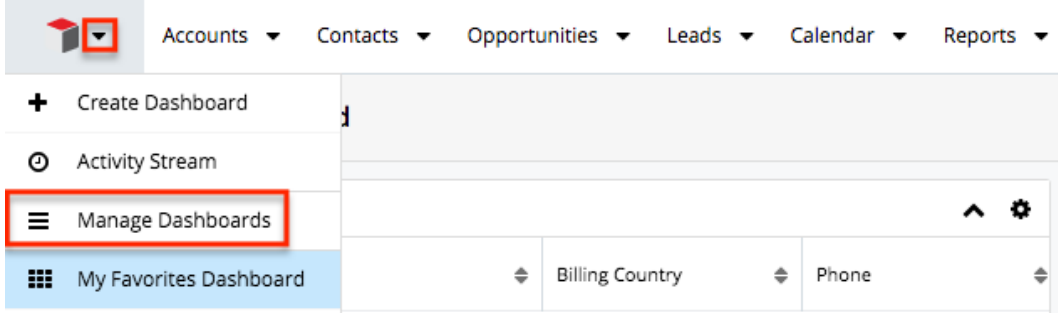 Accounts Contacts Opportunities Leads Calendar Reports
Create Dashboard
d
Activity Stream
Manage Dashboards
My Favorites Dashboard
Billing Country Phone